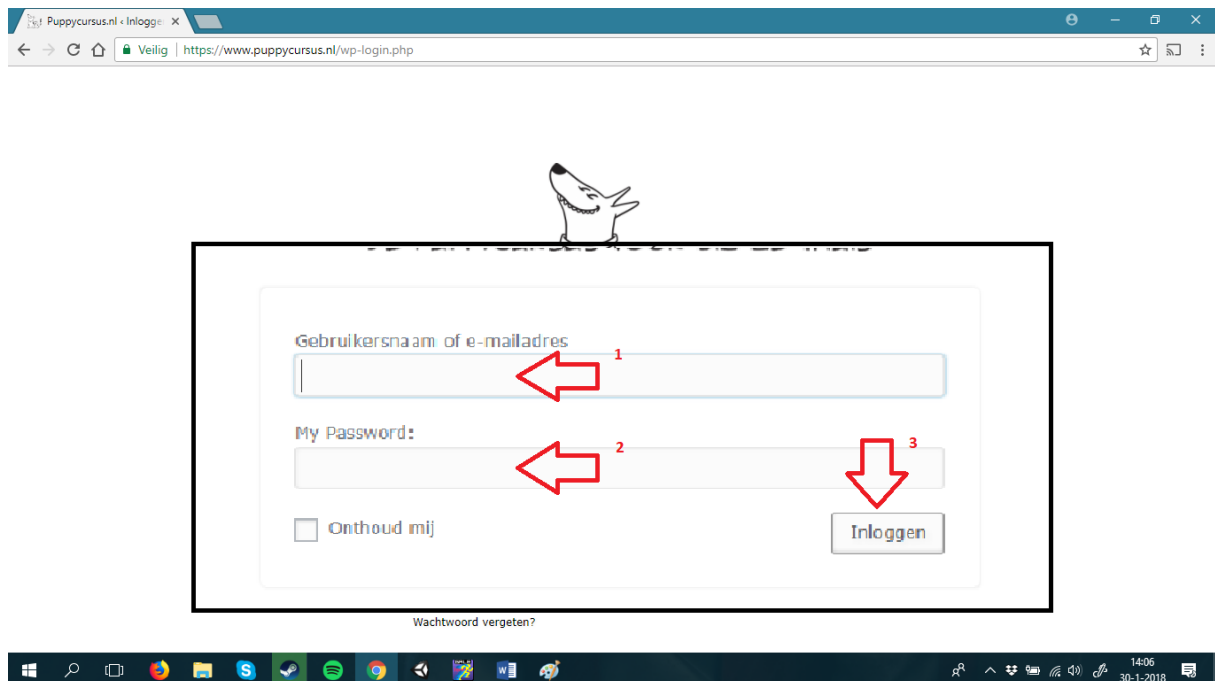 Puppycursus.nl ‹ Inlogge
Veilig | https://www.puppycursus.nl/wp-login.php
Gebruikersnaam of e-mailadres
1
My Password:
2
3
Onthoud mij
Inloggen
Wachtwoord vergeten?
14:06
30-1-2018